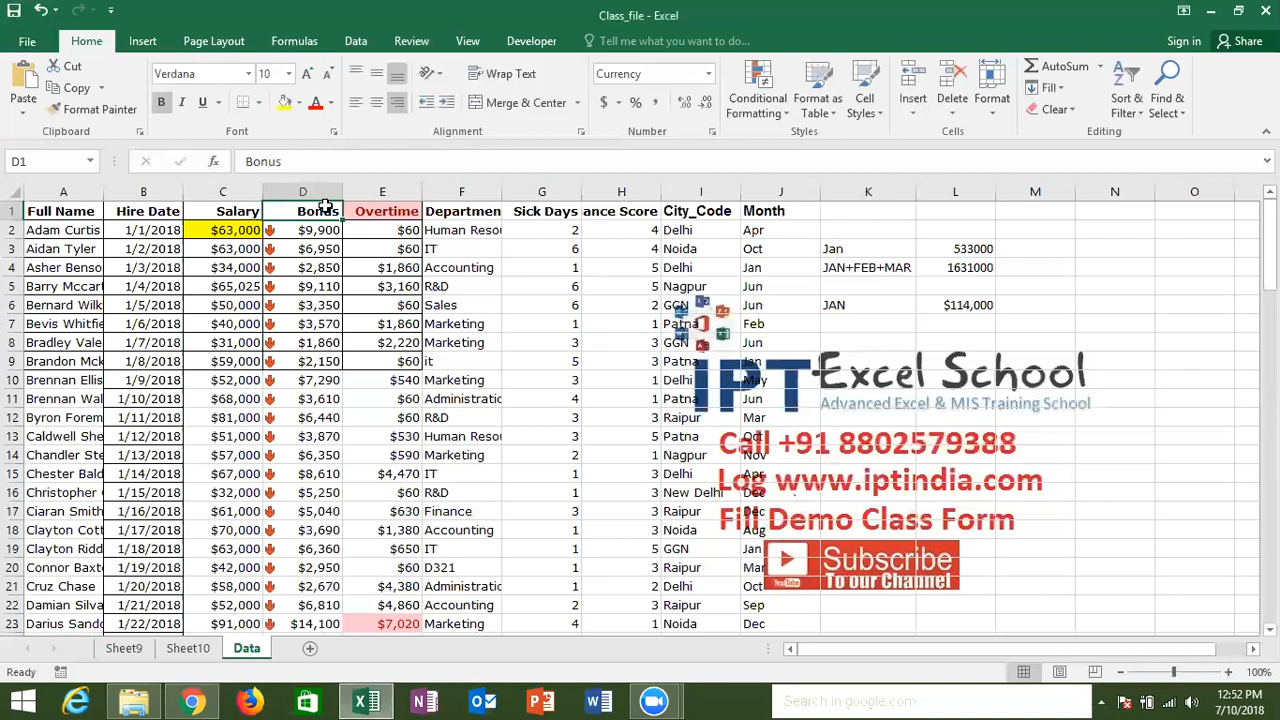 Class_file - Excel
File Home Insert Page Layout Formulas Data Review View Developer Tell me what you want to do... Sign in Share
Paste Cut Copy Format Painter Clipboard
Verdana 10 B I U A Font
Wrap Text Merge & Center Alignment
Currency $ % , Number
Conditional Formatting Format as Table Cell Styles Styles
Insert Delete Format Cells
AutoSum Fill Clear Sort & Filter Find & Select Editing
D1 fx Bonus
A B C D E F G H I J K L M N O
1 Full Name Hire Date Salary Bonus Overtime Departmen Sick Days ance Score City_Code Month
2 Adam Curtis 1/1/2018 $63,000 $9,900 $60 Human Resou 2 4 Delhi Apr
3 Aidan Tyler 1/2/2018 $63,000 $6,950 $60 IT 6 4 Noida Oct Jan 533000
4 Asher Benso 1/3/2018 $34,000 $2,850 $1,860 Accounting 1 5 Delhi Jan JAN+FEB+MAR 1631000
5 Barry Mccart 1/4/2018 $65,025 $9,110 $3,160 R&D 6 5 Nagpur Jun
6 Bernard Wilk 1/5/2018 $50,000 $3,350 $60 Sales 6 2 GGN Jun JAN $114,000
7 Bevis Whitfie 1/6/2018 $40,000 $3,570 $1,860 Marketing 1 1 Patna Feb
8 Bradley Vale 1/7/2018 $31,000 $1,860 $2,220 Marketing 3 3 GGN Jun
9 Brandon Mck 1/8/2018 $59,000 $2,150 $60 it 5 3 Patna Jan
10 Brennan Ellis 1/9/2018 $52,000 $7,290 $540 Marketing 3 1 Delhi May
11 Brennan Wal 1/10/2018 $68,000 $3,610 $60 Administratic 4 1 Patna Jun
12 Byron Forem 1/11/2018 $81,000 $6,440 $60 R&D 3 3 Raipur Mar
13 Caldwell She 1/12/2018 $51,000 $3,870 $530 Human Resou 3 5 Patna Oct
14 Chandler Ste 1/13/2018 $57,000 $6,350 $590 Marketing 2 1 Nagpur Nov
15 Chester Bald 1/14/2018 $67,000 $8,610 $4,470 IT 1 3 Delhi Apr
16 Christopher 1/15/2018 $32,000 $5,250 $60 R&D 1 3 New Delhi Dec
17 Ciaran Smith 1/16/2018 $61,000 $5,040 $630 Finance 3 3 Raipur Dec
18 Clayton Cott 1/17/2018 $70,000 $3,690 $1,380 Accounting 1 3 Noida Aug
19 Clayton Ridd 1/18/2018 $63,000 $6,360 $650 IT 1 5 GGN Jan
20 Connor Baxt 1/19/2018 $42,000 $2,950 $60 D321 1 3 Raipur Mar
21 Cruz Chase 1/20/2018 $58,000 $2,670 $4,380 Administratic 1 2 Delhi Oct
22 Damian Silva 1/21/2018 $52,000 $6,810 $4,860 Accounting 2 3 Raipur Sep
23 Darius Sando 1/22/2018 $91,000 $14,100 $7,020 Marketing 4 1 Noida Dec
IPT Excel School
Advanced Excel & MIS Training School
Call +91 8802579388
Log www.iptindia.com
Fill Demo Class Form
YouTube Subscribe
To our Channel
Sheet9 Sheet10 Data
Ready 100%
Search in google.com
12:52 PM
7/10/2018